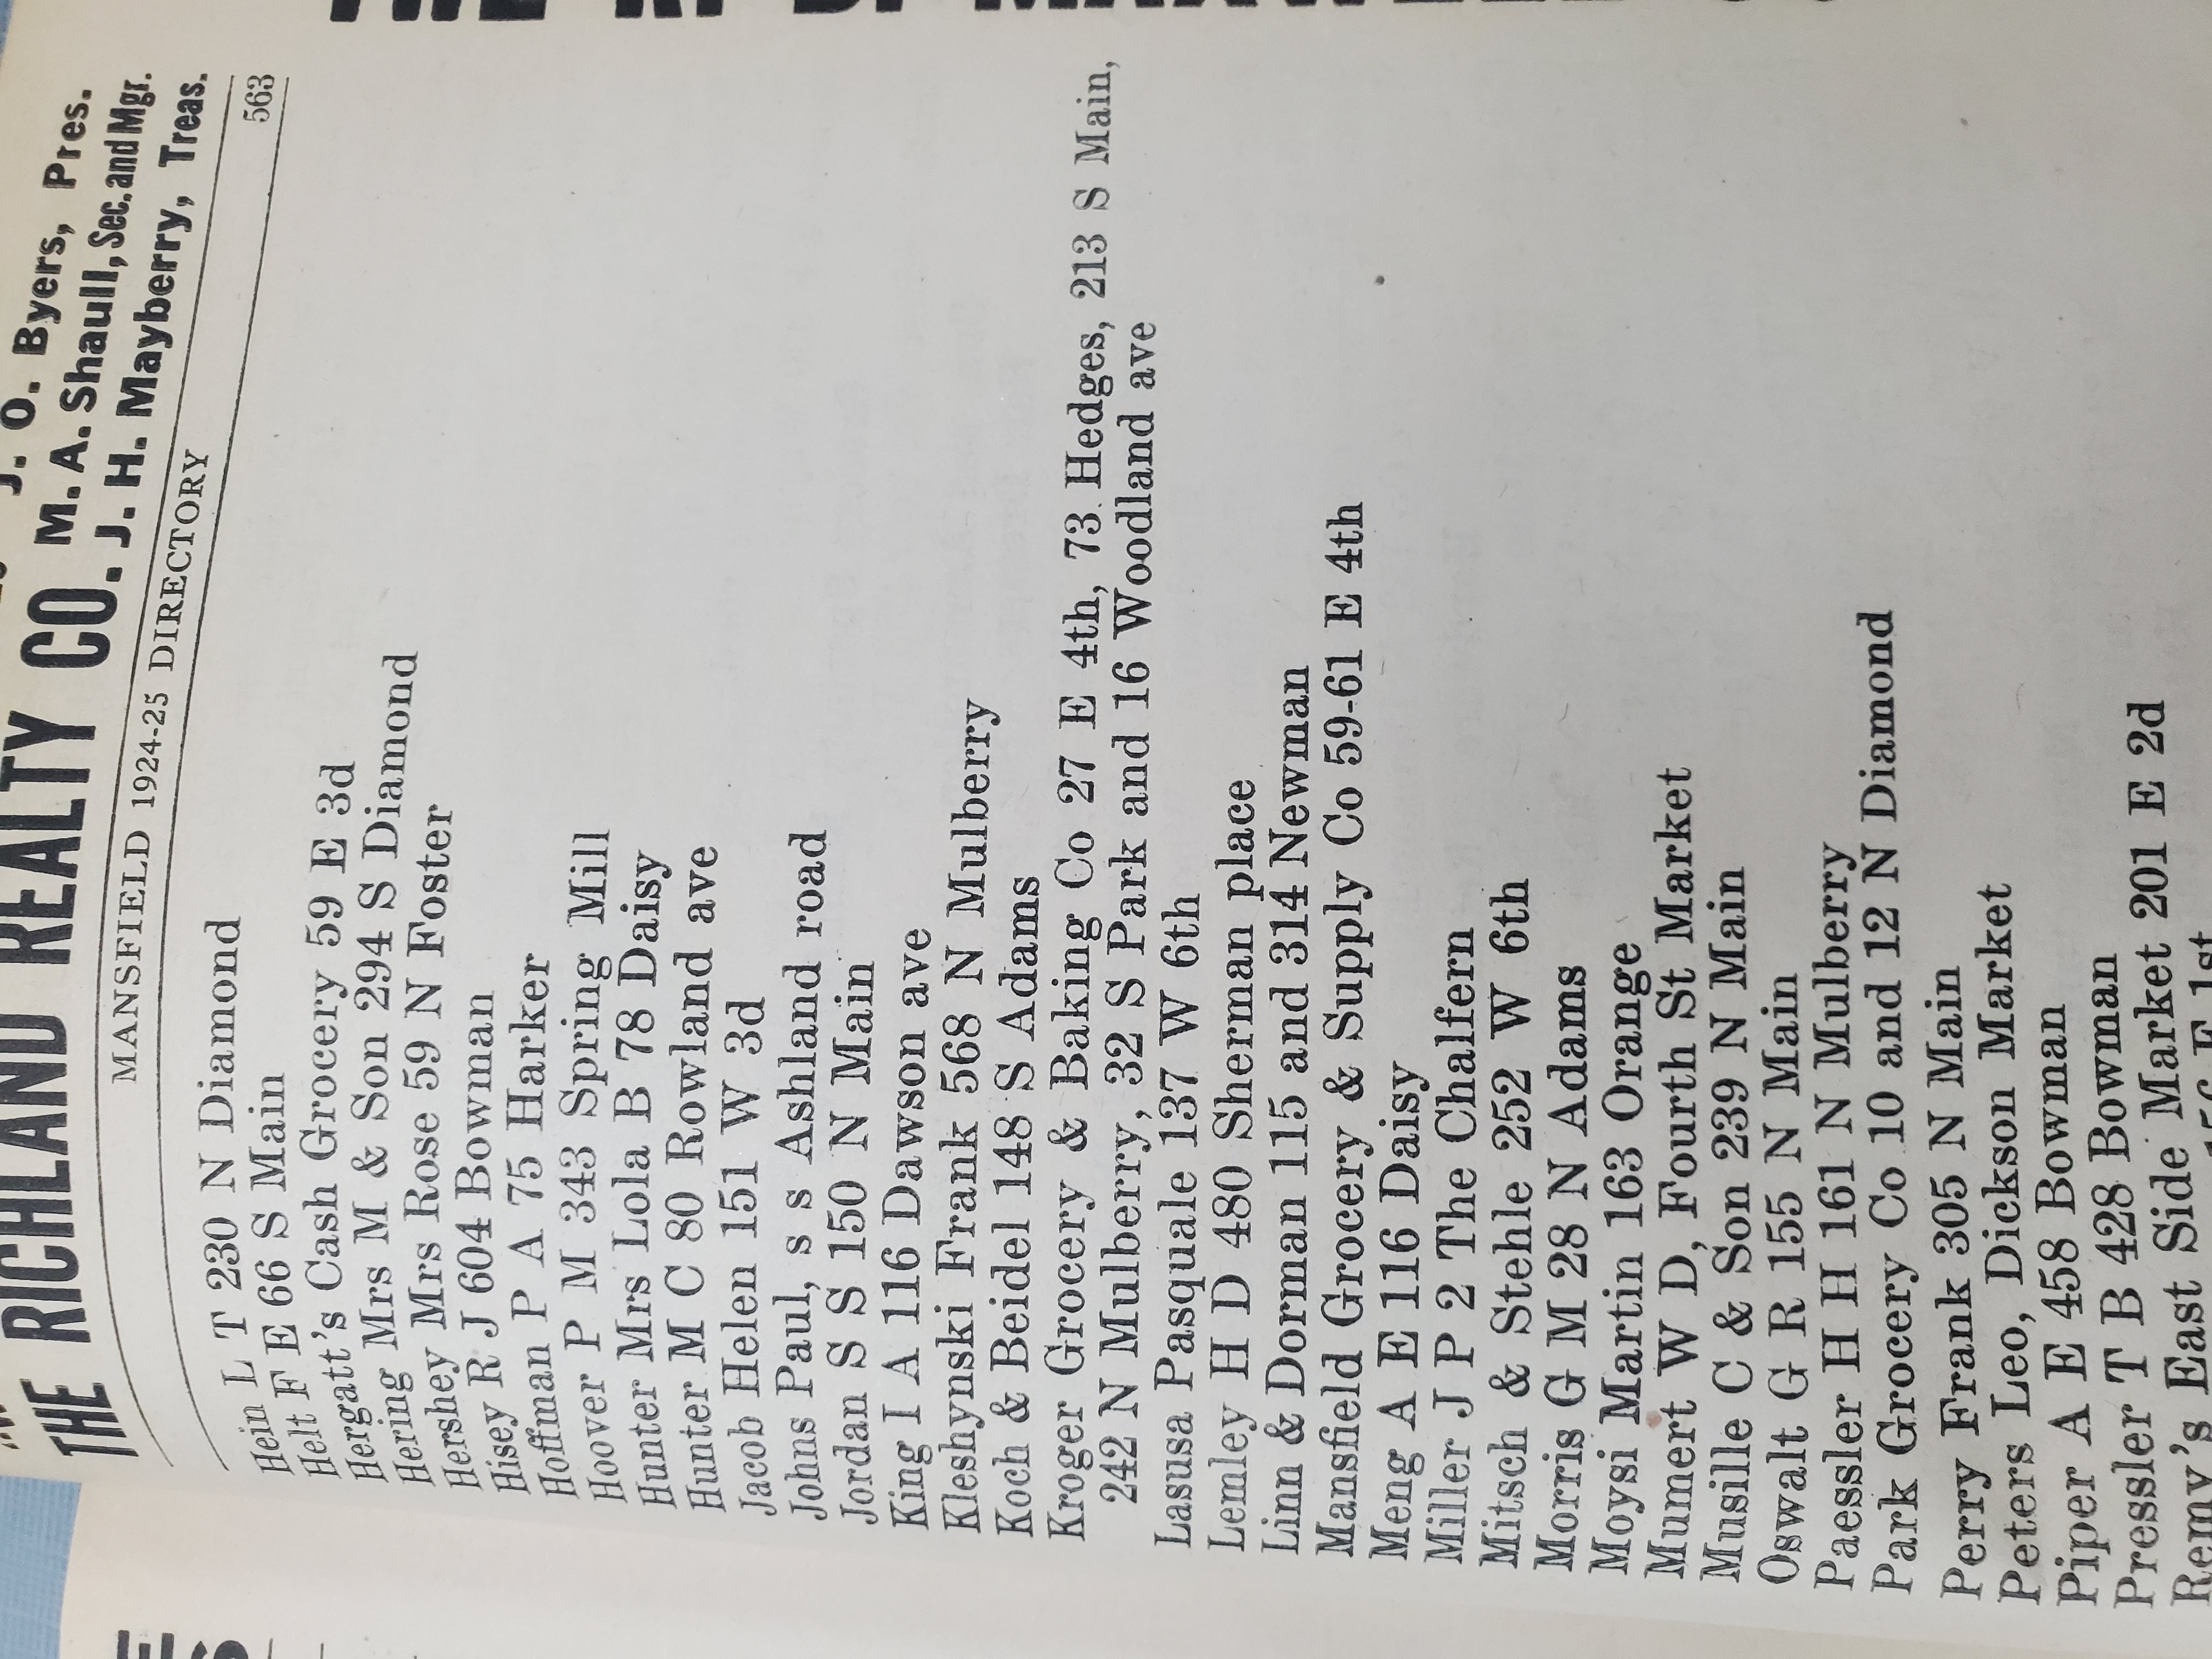 THE RICHLAND REALTY CO.
J. O. Byers, Pres.
M. A. Shaull, Sec. and Mgr.
J. H. Mayberry, Treas.
MANSFIELD 1924-25 DIRECTORY 563
Hein L T 230 N Diamond
Helt F E 66 S Main
Hergatt's Cash Grocery 59 E 3d
Hering Mrs M & Son 294 S Diamond
Hershey Mrs Rose 59 N Foster
Hisey R J 604 Bowman
Hoffman P A 75 Harker
Hoover P M 343 Spring Mill
Hunter Mrs Lola B 78 Daisy
Hunter M C 80 Rowland ave
Jacob Helen 151 W 3d
Johns Paul, s s Ashland road
Jordan S S 150 N Main
King I A 116 Dawson ave
Kleshynski Frank 568 N Mulberry
Koch & Beidel 148 S Adams
Kroger Grocery & Baking Co 27 E 4th, 73 Hedges, 213 S Main,
242 N Mulberry, 32 S Park and 16 Woodland ave
Lasusa Pasquale 137 W 6th
Lemley H D 480 Sherman place
Linn & Dorman 115 and 314 Newman
Mansfield Grocery & Supply Co 59-61 E 4th
Meng A E 116 Daisy
Miller J P 2 The Chalfern
Mitsch & Stehle 252 W 6th
Morris G M 28 N Adams
Moysi Martin 163 Orange
Mumert W D, Fourth St Market
Musille C & Son 239 N Main
Oswalt G R 155 N Main
Paessler H H 161 N Mulberry
Park Grocery Co 10 and 12 N Diamond
Perry Frank 305 N Main
Peters Leo, Dickson Market
Piper A E 458 Bowman
Pressler T B 428 Bowman
Remy's East Side Market 201 E 2d